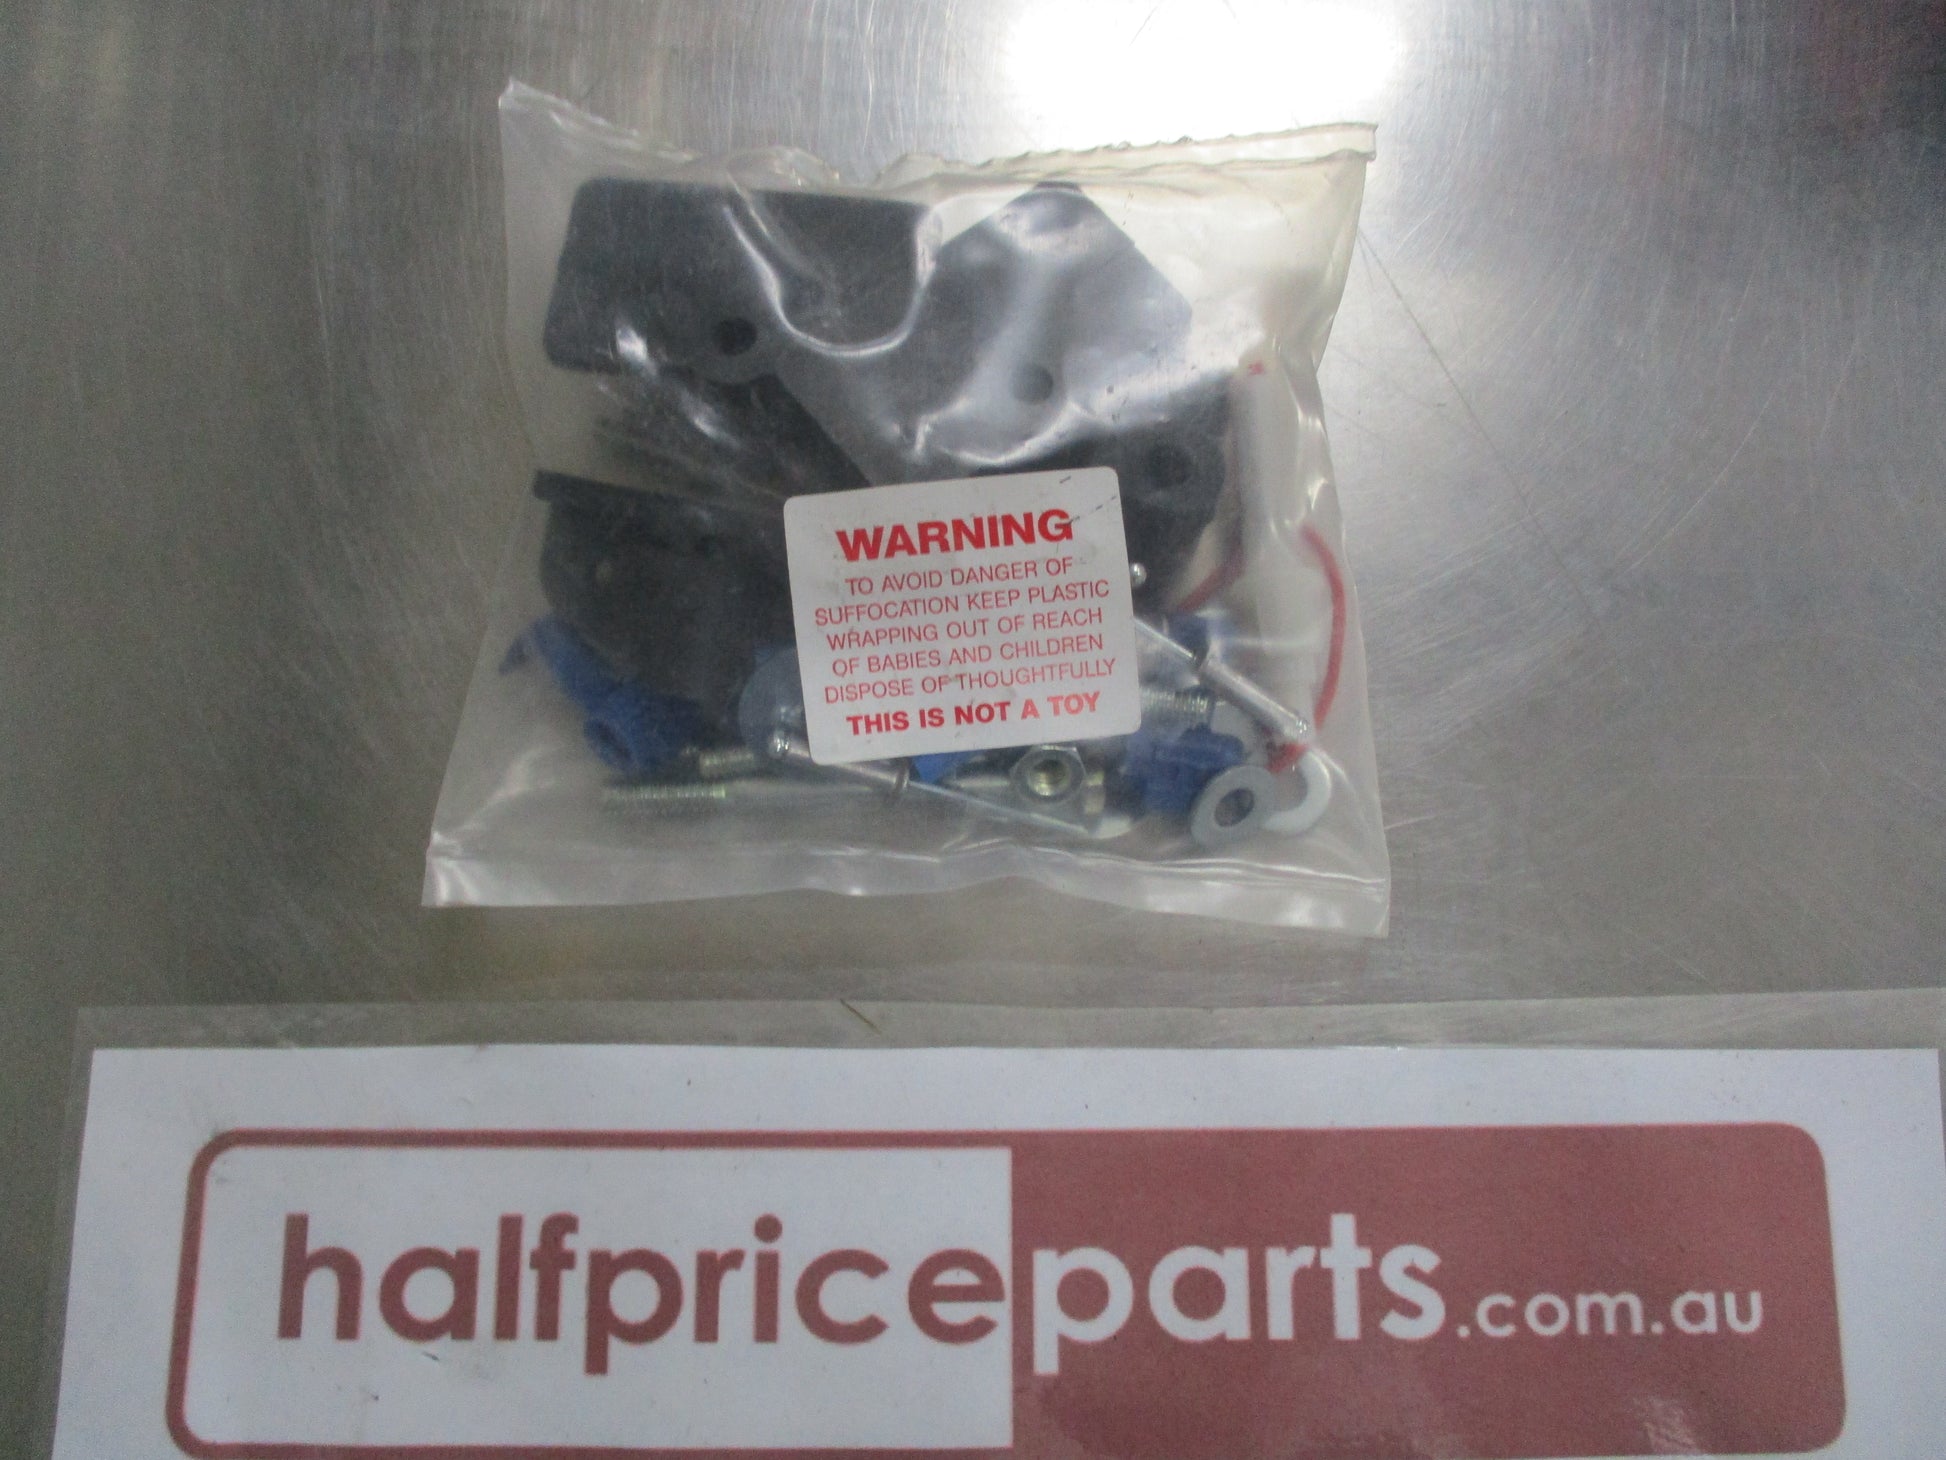 WARNING
TO AVOID DANGER OF
SUFFOCATION KEEP PLASTIC
WRAPPING OUT OF REACH
OF BABIES AND CHILDREN
DISPOSE OF THOUGHTFULLY
THIS IS NOT A TOY
halfpriceparts.com.au